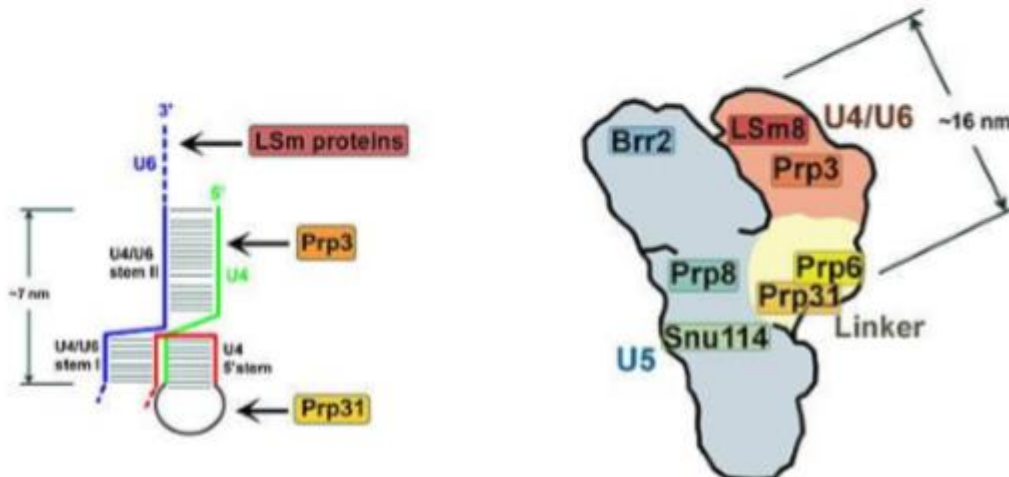 3'
LSm proteins
U6
5'
U4/U6
stem II
Prp3
U4
~7 nm
U4/U6
stem I
U4
5'stem
Prp31
Brr2
LSm8
U4/U6
Prp3
~16 nm
Prp8
Prp6
Prp31
Linker
Snu114
U5